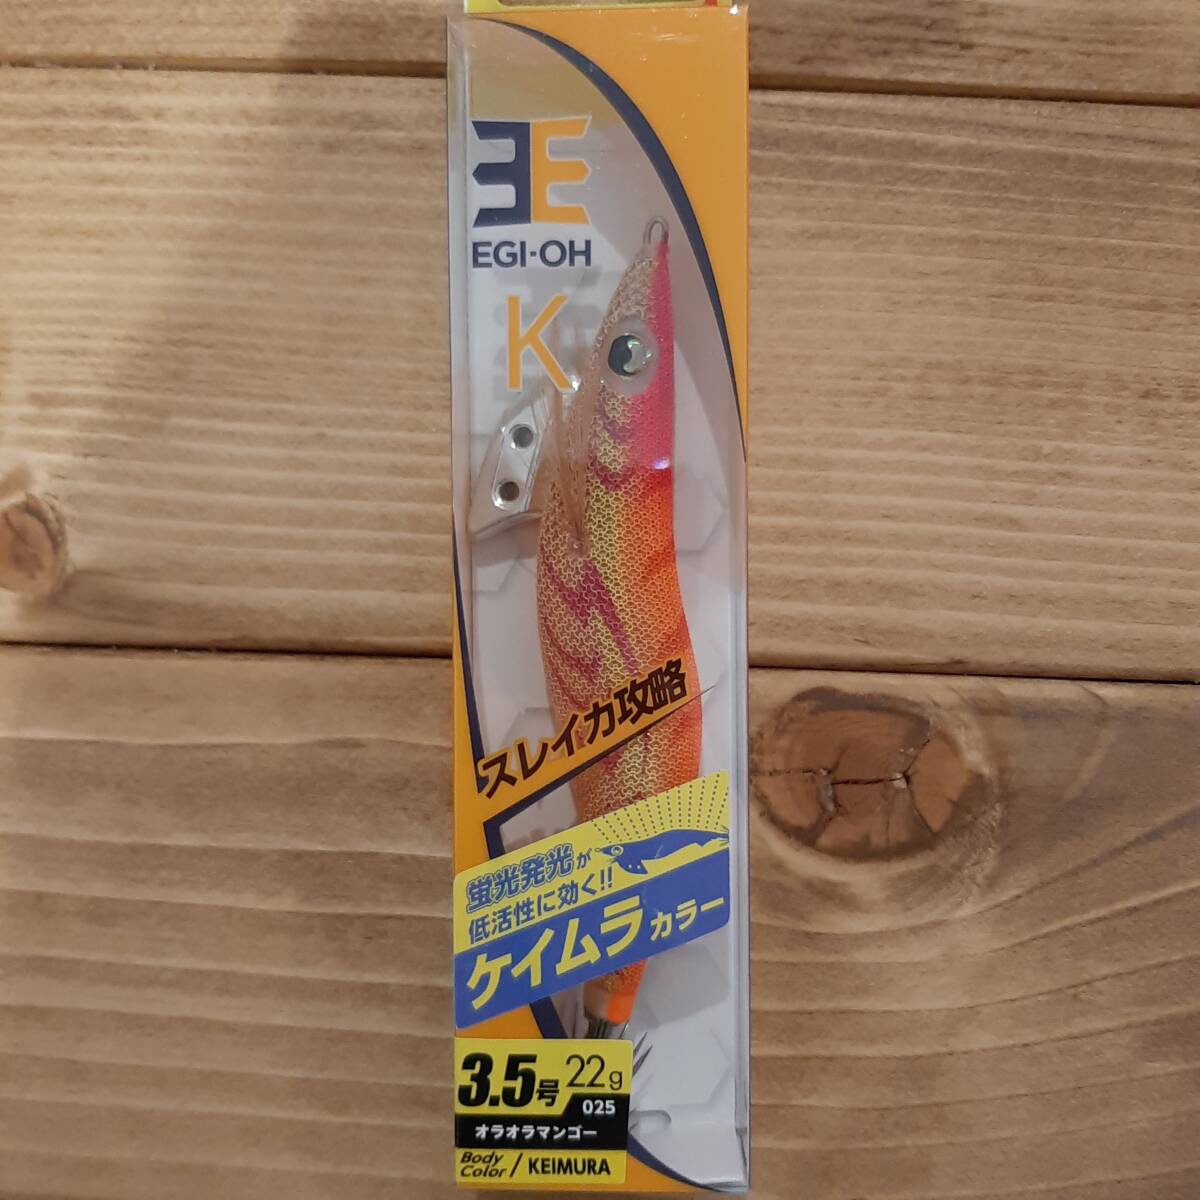 EGI-OH
K
スレイカ攻略
蛍光発光が
低活性に効く!!
ケイムラカラー
3.5号 22g
025
オラオラマンゴー
Body Color / KEIMURA